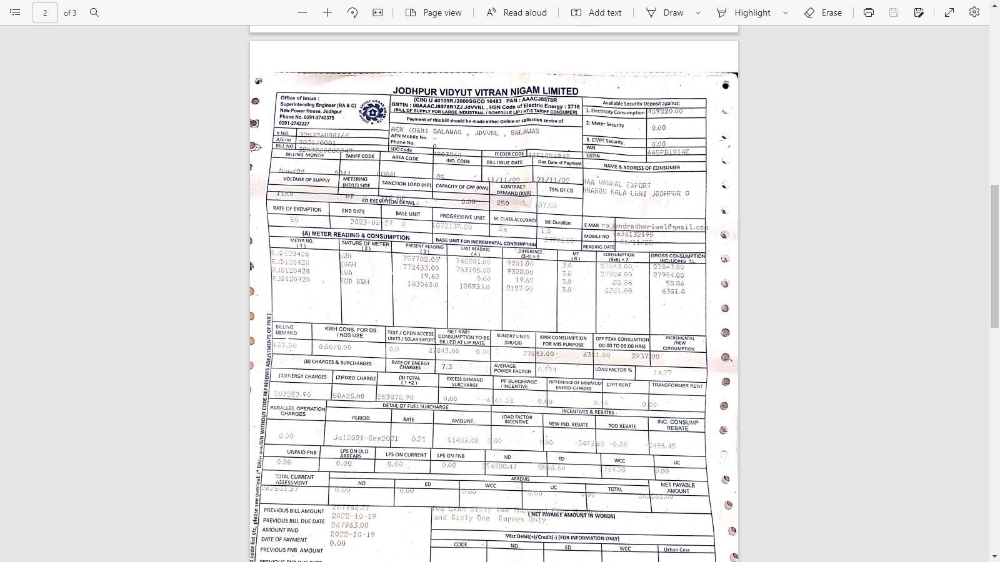 2 of 3 Page view Read aloud Add text Draw Highlight Erase
JODHPUR VIDYUT VITRAN NIGAM LIMITED
Office of Issue :
Superintending Engineer (RA & C)
New Power House, Jodhpur
Phone No. 0291-2742375
0291-2742227
JODHPUR VIDYUT VITRAN NIGAM LTD
(CIN) U 40109RJ2000SGCO 16483 PAN : AAACJ8578R
GSTIN : 08AAACJ8578R1ZJ JdVVNL , HSN Code of Electric Energy : 2716
(BILL OF SUPPLY FOR LARGE INDUSTRIAL / SCHEDULE LIP / HT-5 TARIFF CONSUMER)
Payment of this bill should be made either Online or collection centre of
AEN (O&M) SALAWAS , JDVVNL , SALAWAS
AEN Mobile No. -
Phone No. 0
Available Security Deposit against:
1. Electricity Consumption 459820.00
2. Meter Security 0.00
3. CT/PT Security 0.00
PAN AASPD1914E
GSTIN
K NO. 320326008169
A/c no 8021/0001
BILL NO.
SDO Code 3203260 FEEDER CODE
BILLING MONTH TARIFF CODE AREA CODE IND. CODE BILL ISSUE DATE Due Date of Payment
Nov/22 8011 RURAL 25 11/11/22 21/11/22
NAME & ADDRESS OF CONSUMER
MAA VANKAL EXPORT
DHANDU KALA LUNI JODHPUR 0
VOLTAGE OF SUPPLY METERING (HT/LT) SIDE SANCTION LOAD (HP) CAPACITY OF CPP (KVA) CONTRACT DEMAND (KVA) 75% OF CD
11KV HT 0.00 250 187.50
ED EXEMPTION DETAIL
RATE OF EXEMPTION END DATE BASE UNIT PROGRESSIVE UNIT M. CLASS ACCURACY Bill Duration
50 2023-06-27 0 1072135.20 .2s 1.0
E-MAIL rajendradhariwal@gmail.com
MOBILE NO
READING DATE
(A) METER READING & CONSUMPTION BASE UNIT FOR INCREMENTAL CONSUMPTION
METER NO. (1) NATURE OF METER (2) PRESENT READING (3) LAST READING (4) DIFFERENCE (3-4) = 5 MF (6) CONSUMPTION (5x6) = 7 GROSS CONSUMPTION INCLUDING T.L.
RJD12042# KWH 757782.00 748501.00 9281.00 3.0 27843.00 27843.00
RJD12042# KVAH 772433.00 763105.00 9328.00 3.0 27984.00 27984.00
RJD12042# KVA 19.62 0.00 19.62 3.0 58.86 58.86
RJD12042# TOD KWH 183060.0 180933.0 2127.00 3.0 6381.00 6381.0
BILLING DEMAND KWH CONS. FOR DS / NDS USE TEST / OPEN ACCESS UNITS / SOLAR EXPORT NET KWH CONSUMPTION TO BE BILLED AT LIP RATE SUNDRY UNITS (DR/CR) KWH CONSUMPTION FOR MIS PURPOSE OFF PEAK CONSUMTION 00:00 TO 06:00 HRS) INCREMENTAL /NEW CONSUMPTION
187.50 0.00/0.00 0.0 27843.00 0.00 27843.00 6381.00 2937.00
(B) CHARGES & SURCHARGES RATE OF ENERGY CHARGES 7.3 AVERAGE POWER FACTOR 0.994 LOAD FACTOR % 14.97
(1)ENERGY CHARGES (2)FIXED CHARGE (3) TOTAL (1 +2) EXCESS DEMAND SURCHARGE PF SURCHARGE / INCENTIVE DIFFERENCE OF MINIMUM ENERGY CHARGES CTPT RENT TRANSFORMER RENT
203253.90 50625.00 253878.90 0.00 -6761.18 0.00 0.00 0.00
PARALLEL OPERATION CHARGES DETAIL OF FUEL SURCHARGE INCENTIVES & REBATES
PERIOD RATE AMOUNT LOAD FACTOR INCENTIVE NEW IND. REBATE TOD REBATE INC. CONSUMP REBATE
0.00 Jul2021-Sep2021 0.21 11486.48 0.00 0.00 -3493.60 -0.00 -2496.45
UNPAID FNB LPS ON OLD ARREARS LPS ON CURRENT LPS ON FNB ND ED WCC UC
0.00 0.00 0.00 0.00 254208.47 5568.60 2784.30 0.00
TOTAL CURRENT ASSESSMENT ARREARS NET PAYABLE AMOUNT
ND ED WCC UC TOTAL
262561.37 0.00 0.00 0.00 0.00 0.00 262561.00
PREVIOUS BILL AMOUNT 267962.79
PREVIOUS BILL DUE DATE 2022-10-19
AMOUNT PAID 267963.00
DATE OF PAYMENT 2022-10-19
PREVIOUS FNB AMOUNT 0.00
PREVIOUS FNB DUE DATE
Two Lakh Sixty Two Thousand Five
and Sixty One Rupees Only
( NET PAYABLE AMOUNT IN WORDS)
Misc Debit(+)/Credit(-) [FOR INFORMATION ONLY]
CODE ND ED WCC Urban Cess
code list etc, please see overleaf. (* DATA SHOWN WITHOUT CODE REPRESENTS ADJUSTMENTS OF FNB )